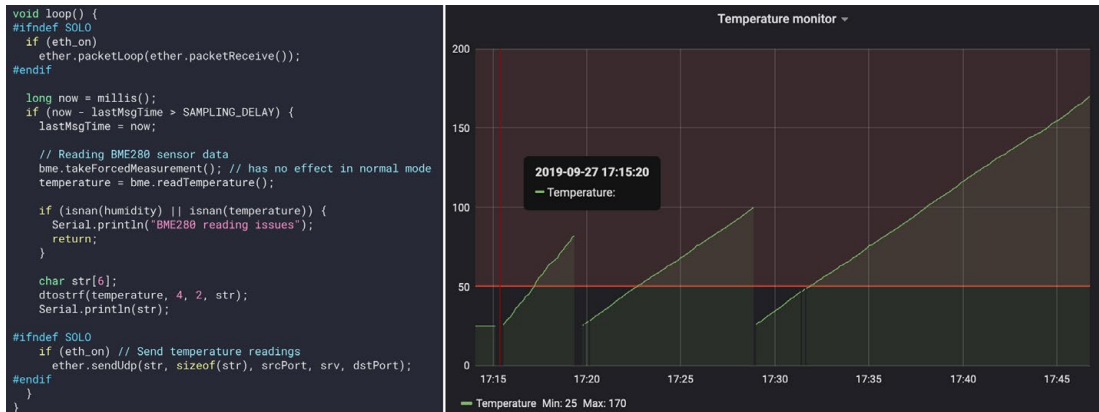 void loop() {
#ifndef SOLO
  if (eth_on)
    ether.packetLoop(ether.packetReceive());
#endif

  long now = millis();
  if (now - lastMsgTime > SAMPLING_DELAY) {
    lastMsgTime = now;

    // Reading BME280 sensor data
    bme.takeForcedMeasurement(); // has no effect in normal mode
    temperature = bme.readTemperature();

    if (isnan(humidity) || isnan(temperature)) {
      Serial.println("BME280 reading issues");
      return;
    }

    char str[6];
    dtostrf(temperature, 4, 2, str);
    Serial.println(str);

#ifndef SOLO
    if (eth_on) // Send temperature readings
      ether.sendUdp(str, sizeof(str), srcPort, srv, dstPort);
#endif
  }
}
Temperature monitor
200
150
100
50
0
2019-09-27 17:15:20
Temperature:
17:15 17:20 17:25 17:30 17:35 17:40 17:45
Temperature Min: 25 Max: 170